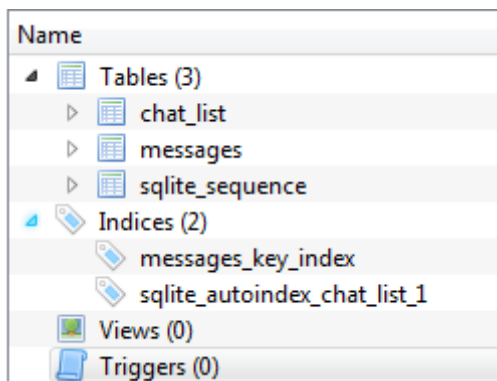 Name
Tables (3)
chat_list
messages
sqlite_sequence
Indices (2)
messages_key_index
sqlite_autoindex_chat_list_1
Views (0)
Triggers (0)